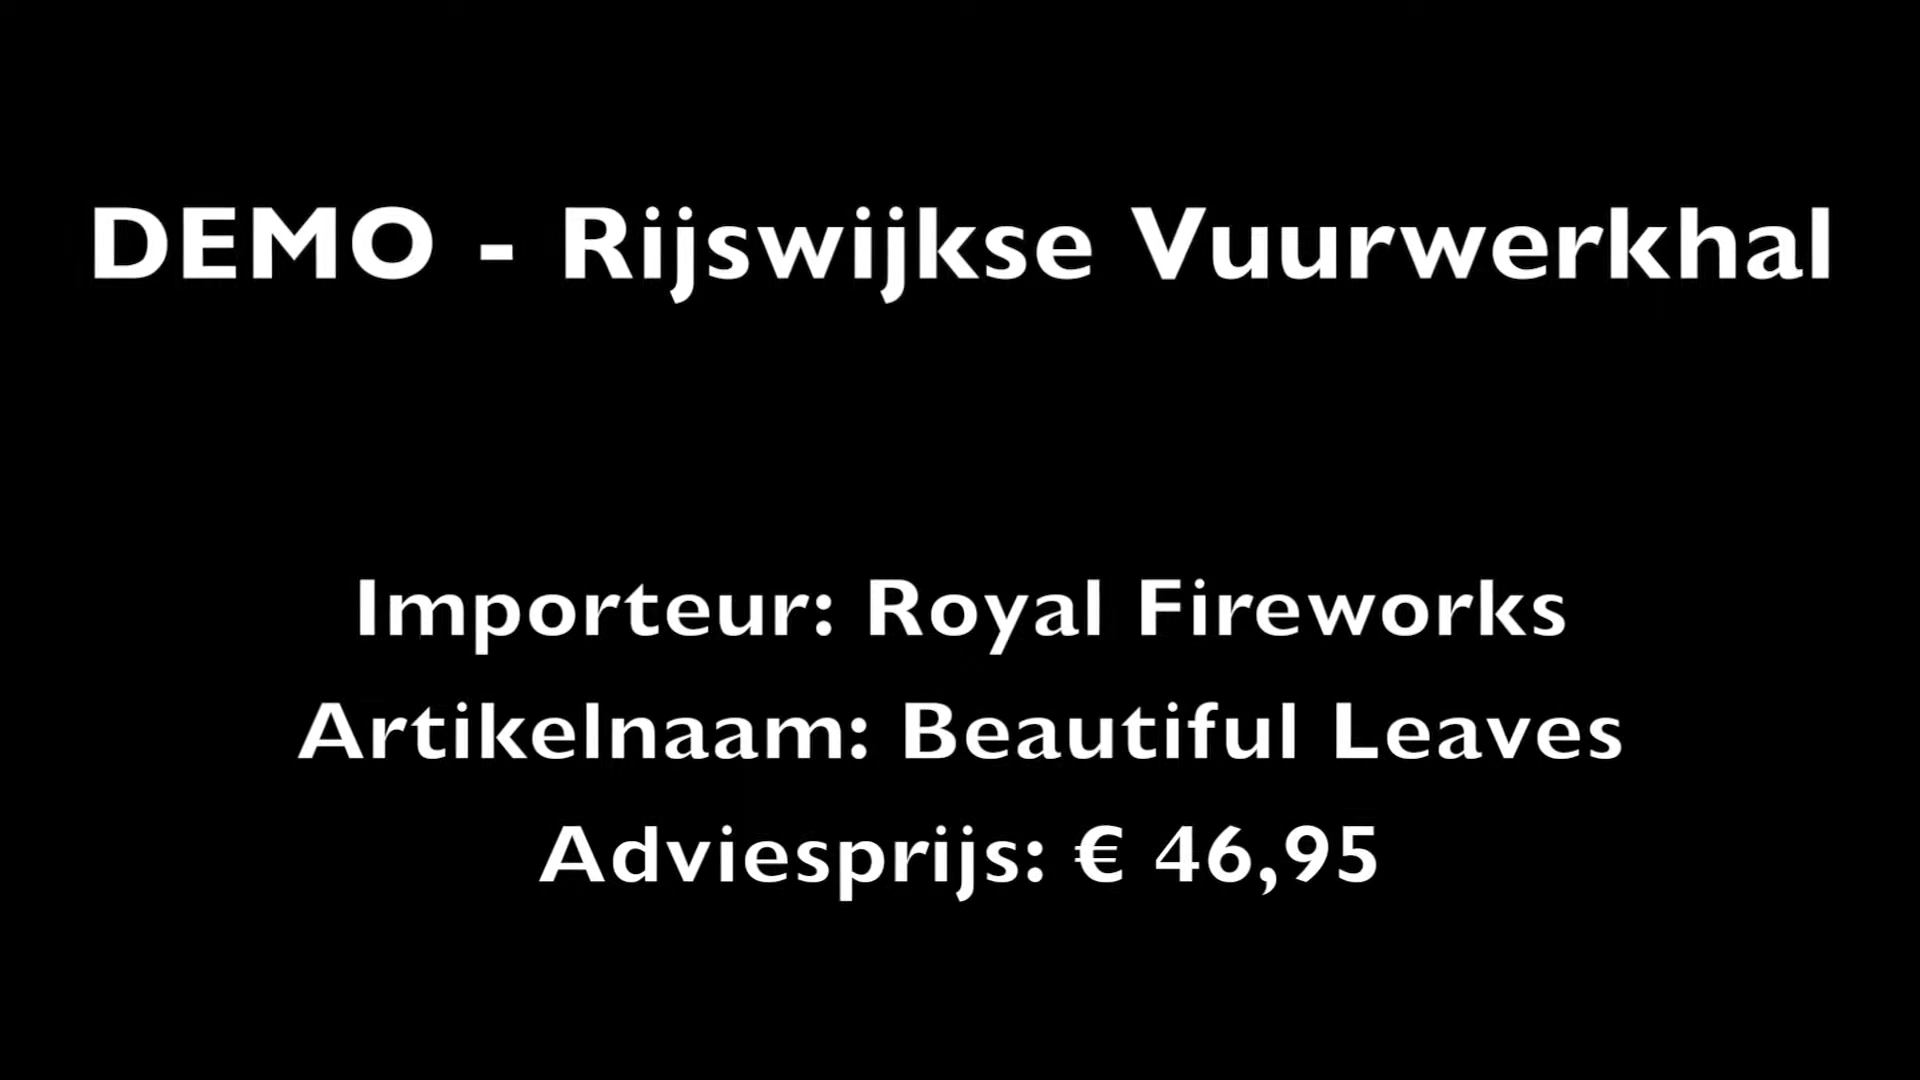 DEMO - Rijswijkse Vuurwerkhal
Importeur: Royal Fireworks
Artikelnaam: Beautiful Leaves
Adviesprijs: € 46,95